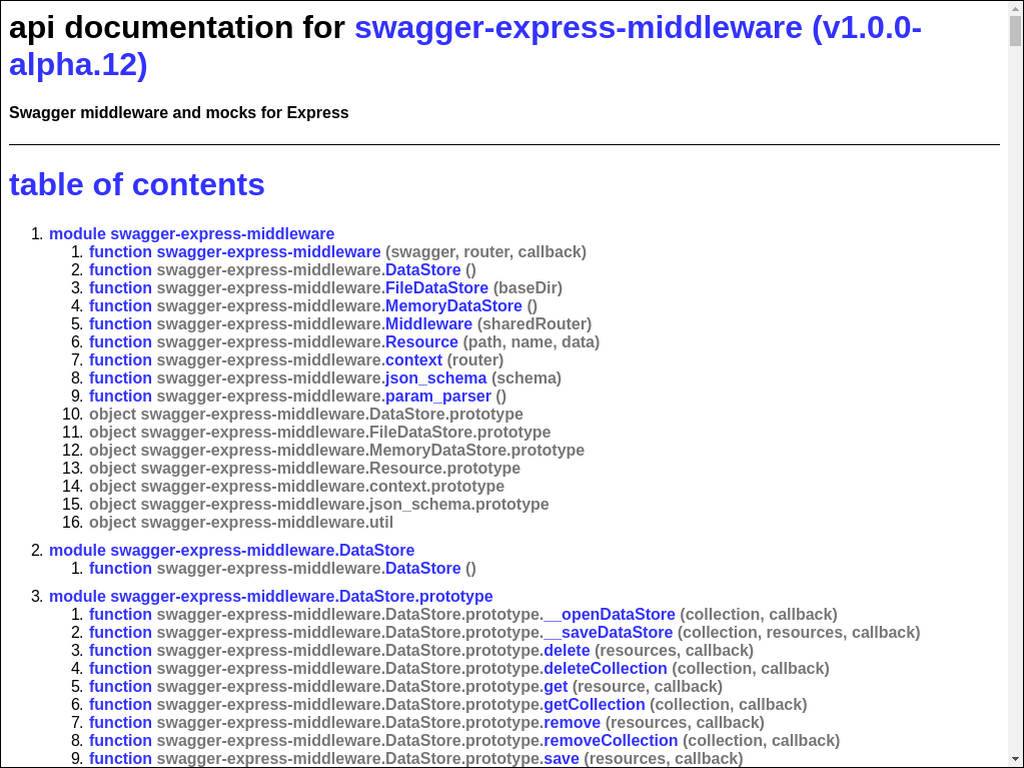 api documentation for swagger-express-middleware (v1.0.0-
alpha.12)
Swagger middleware and mocks for Express
table of contents
1. module swagger-express-middleware
1. function swagger-express-middleware (swagger, router, callback)
2. function swagger-express-middleware.DataStore ()
3. function swagger-express-middleware.FileDataStore (baseDir)
4. function swagger-express-middleware.MemoryDataStore ()
5. function swagger-express-middleware.Middleware (sharedRouter)
6. function swagger-express-middleware.Resource (path, name, data)
7. function swagger-express-middleware.context (router)
8. function swagger-express-middleware.json_schema (schema)
9. function swagger-express-middleware.param_parser ()
10. object swagger-express-middleware.DataStore.prototype
11. object swagger-express-middleware.FileDataStore.prototype
12. object swagger-express-middleware.MemoryDataStore.prototype
13. object swagger-express-middleware.Resource.prototype
14. object swagger-express-middleware.context.prototype
15. object swagger-express-middleware.json_schema.prototype
16. object swagger-express-middleware.util
2. module swagger-express-middleware.DataStore
1. function swagger-express-middleware.DataStore ()
3. module swagger-express-middleware.DataStore.prototype
1. function swagger-express-middleware.DataStore.prototype.__openDataStore (collection, callback)
2. function swagger-express-middleware.DataStore.prototype.__saveDataStore (collection, resources, callback)
3. function swagger-express-middleware.DataStore.prototype.delete (resources, callback)
4. function swagger-express-middleware.DataStore.prototype.deleteCollection (collection, callback)
5. function swagger-express-middleware.DataStore.prototype.get (resource, callback)
6. function swagger-express-middleware.DataStore.prototype.getCollection (collection, callback)
7. function swagger-express-middleware.DataStore.prototype.remove (resources, callback)
8. function swagger-express-middleware.DataStore.prototype.removeCollection (collection, callback)
9. function swagger-express-middleware.DataStore.prototype.save (resources, callback)